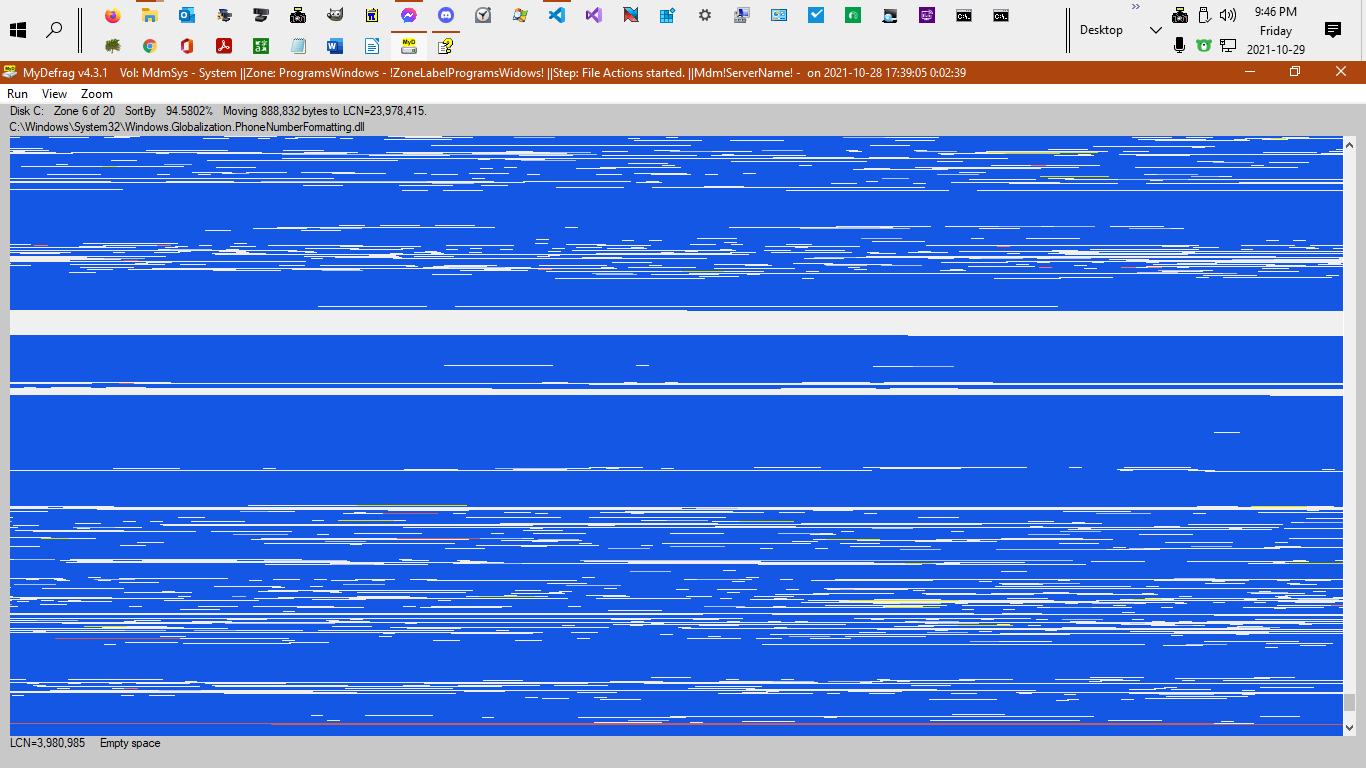 9:46 PM
Desktop
Friday
2021-10-29
MyDefrag v4.3.1 Vol: MdmSys - System ||Zone: ProgramsWindows - !ZoneLabelProgramsWidows! ||Step: File Actions started. ||Mdm!ServerName! - on 2021-10-28 17:39:05 0:02:39
Run View Zoom
Disk C: Zone 6 of 20 SortBy 94.5802% Moving 888,832 bytes to LCN=23,978,415.
C:\Windows\System32\Windows.Globalization.PhoneNumberFormatting.dll
LCN=3,980,985 Empty space